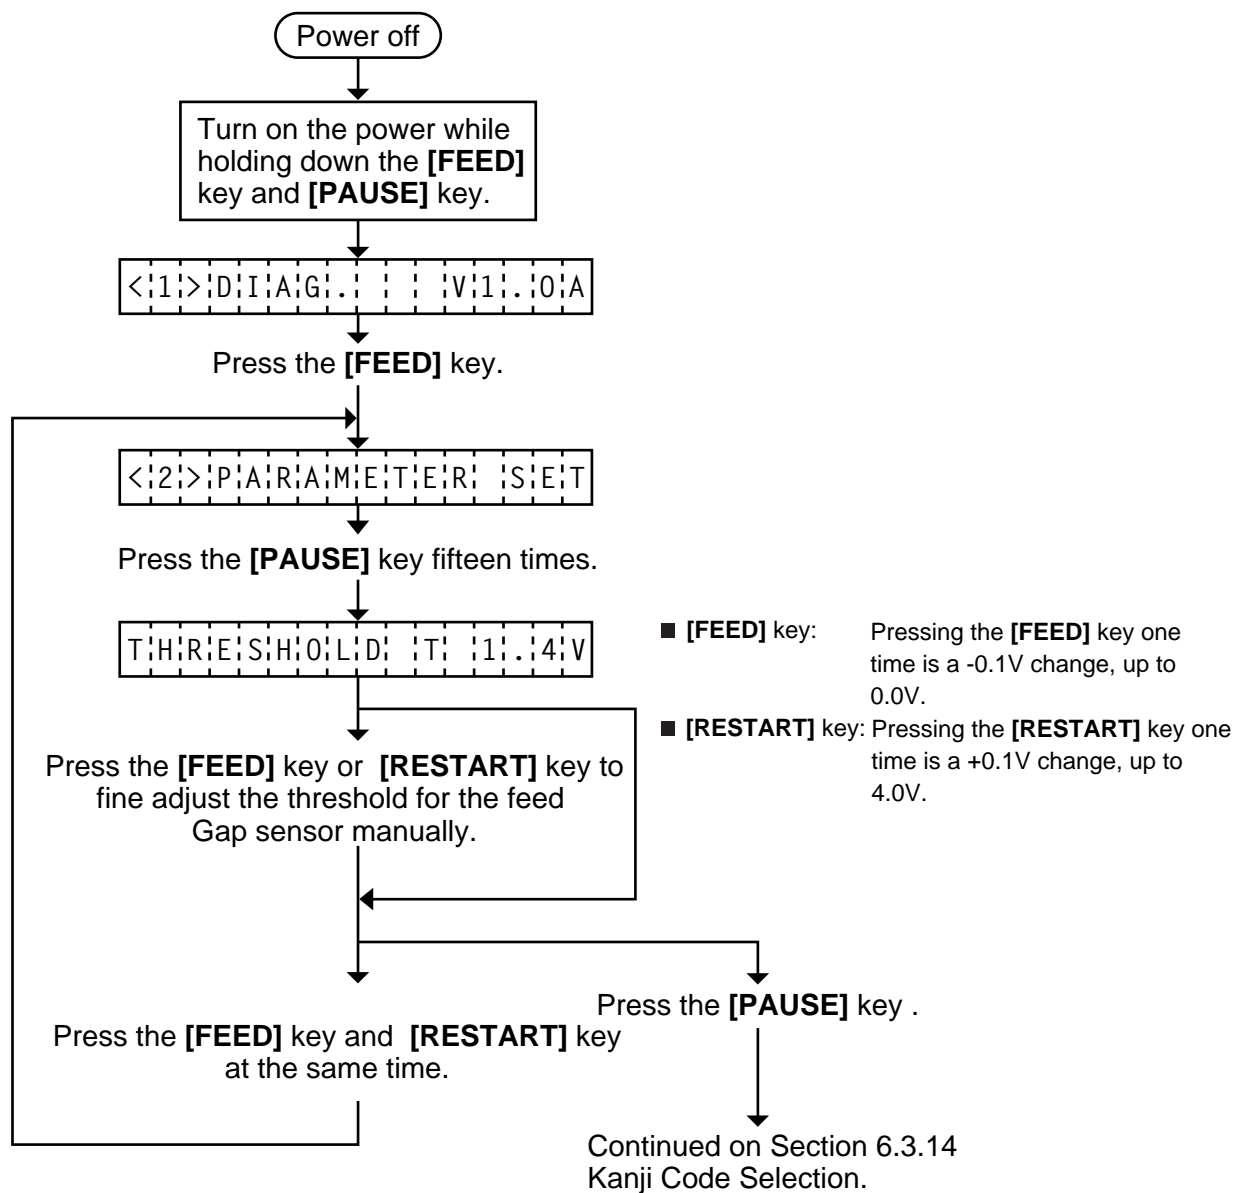 Power off
Turn on the power while
holding down the [FEED]
key and [PAUSE] key.
<1>DIAG.   V1.0A
Press the [FEED] key.
<2>PARAMETER SET
Press the [PAUSE] key fifteen times.
THRESHOLD T 1.4V
Press the [FEED] key or [RESTART] key to
fine adjust the threshold for the feed
Gap sensor manually.
■ [FEED] key: Pressing the [FEED] key one
time is a -0.1V change, up to
0.0V.
■ [RESTART] key: Pressing the [RESTART] key one
time is a +0.1V change, up to
4.0V.
Press the [FEED] key and [RESTART] key
at the same time.
Press the [PAUSE] key .
Continued on Section 6.3.14
Kanji Code Selection.